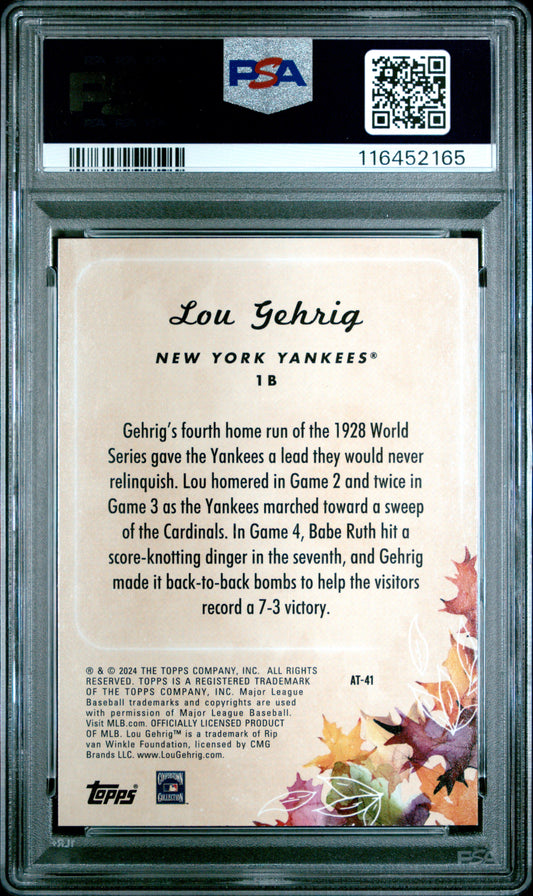 PSA
116452165
Lou Gehrig
NEW YORK YANKEES®
1B
Gehrig's fourth home run of the 1928 World
Series gave the Yankees a lead they would never
relinquish. Lou homered in Game 2 and twice in
Game 3 as the Yankees marched toward a sweep
of the Cardinals. In Game 4, Babe Ruth hit a
score-knotting dinger in the seventh, and Gehrig
made it back-to-back bombs to help the visitors
record a 7-3 victory.
® & © 2024 THE TOPPS COMPANY, INC. ALL RIGHTS
RESERVED. TOPPS IS A REGISTERED TRADEMARK
OF THE TOPPS COMPANY, INC. Major League
Baseball trademarks and copyrights are used
with permission of Major League Baseball.
Visit MLB.com. OFFICIALLY LICENSED PRODUCT
OF MLB. Lou Gehrig™ is a trademark of Rip
van Winkle Foundation, licensed by CMG
Brands LLC. www.LouGehrig.com.
AT-41
topps
COOPERSTOWN
COLLECTION
PSA